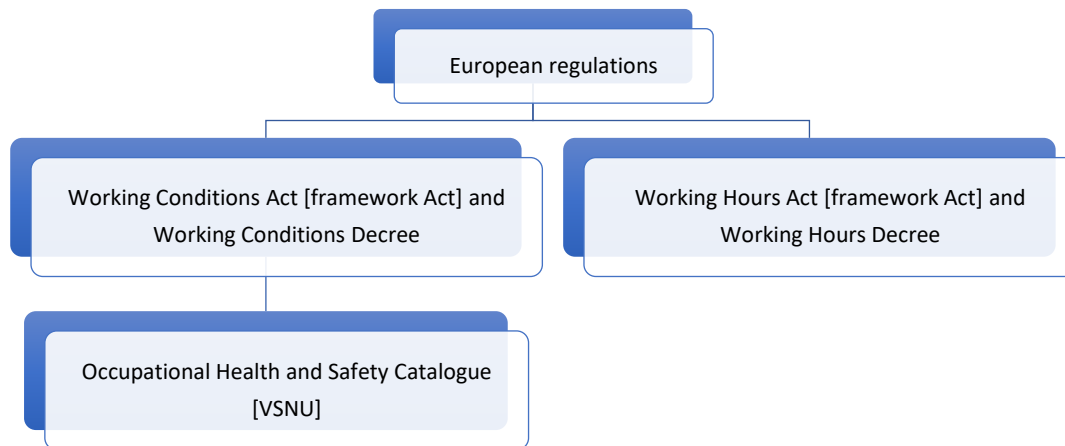 European regulations
Working Conditions Act [framework Act] and
Working Conditions Decree
Working Hours Act [framework Act] and
Working Hours Decree
Occupational Health and Safety Catalogue
[VSNU]